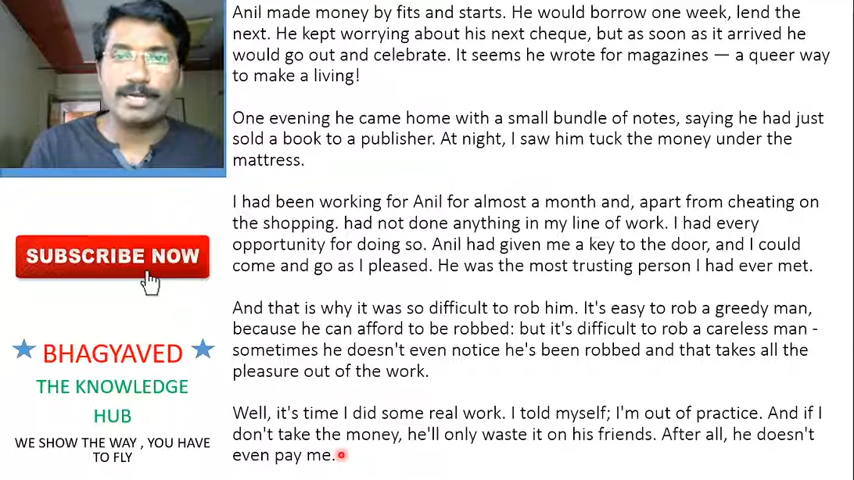 Anil made money by fits and starts. He would borrow one week, lend the
next. He kept worrying about his next cheque, but as soon as it arrived he
would go out and celebrate. It seems he wrote for magazines — a queer way
to make a living!
One evening he came home with a small bundle of notes, saying he had just
sold a book to a publisher. At night, I saw him tuck the money under the
mattress.
I had been working for Anil for almost a month and, apart from cheating on
the shopping. had not done anything in my line of work. I had every
opportunity for doing so. Anil had given me a key to the door, and I could
come and go as I pleased. He was the most trusting person I had ever met.
And that is why it was so difficult to rob him. It's easy to rob a greedy man,
because he can afford to be robbed: but it's difficult to rob a careless man -
sometimes he doesn't even notice he's been robbed and that takes all the
pleasure out of the work.
Well, it's time I did some real work. I told myself; I'm out of practice. And if I
don't take the money, he'll only waste it on his friends. After all, he doesn't
even pay me.
SUBSCRIBE NOW
BHAGYAVED
THE KNOWLEDGE
HUB
WE SHOW THE WAY , YOU HAVE
TO FLY